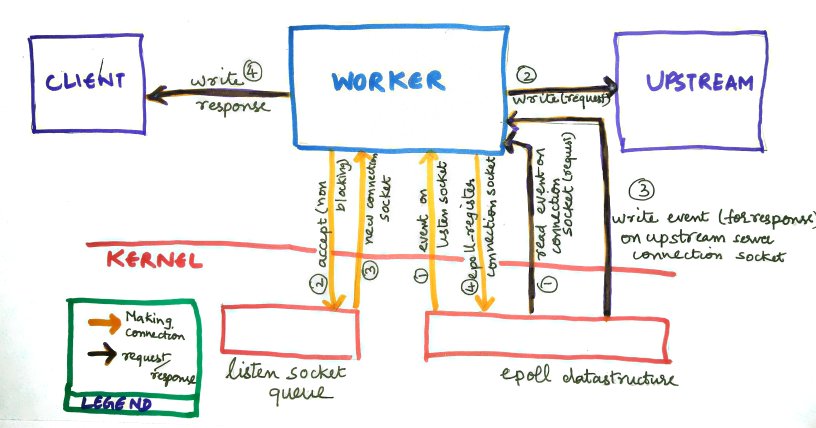 CLIENT
write ④
response
WORKER
②
write(request)
UPSTREAM
accept (non
blocking)
②
new connection
socket
③
event on
listen socket
①
epoll-register
connection socket
④
read event on
connection
socket (request)
①
③
write event (for response)
on upstream server
connection socket
KERNEL
Making
connection
request/
response
LEGEND
listen socket
queue
epoll datastructure